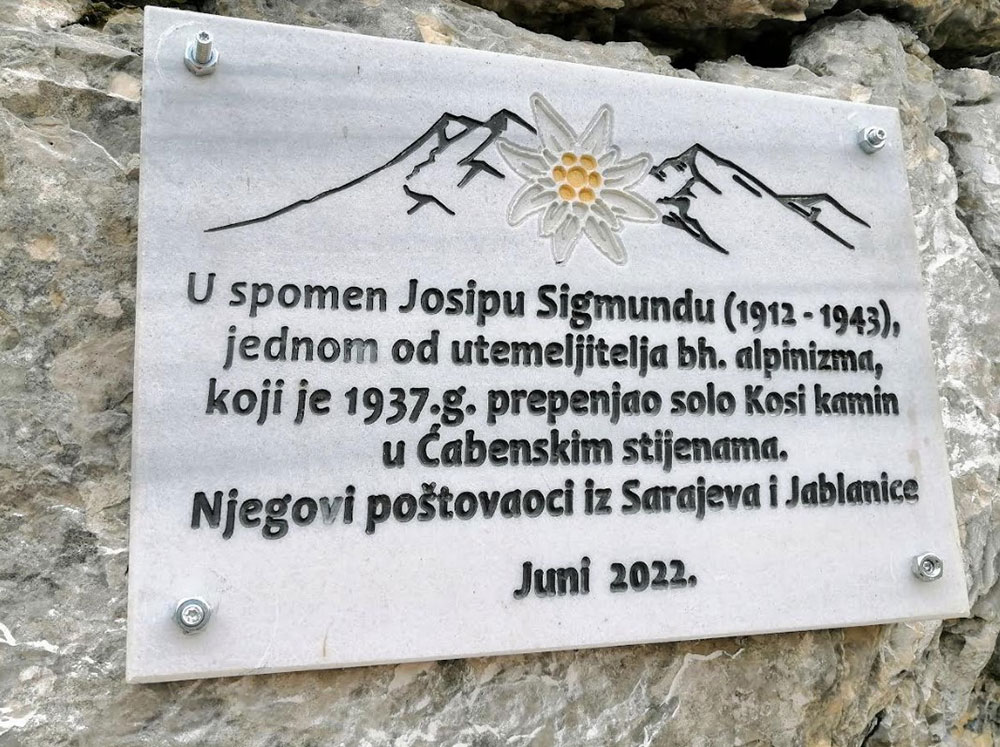 U spomen Josipu Sigmundu (1912 - 1943),
jednom od utemeljitelja bh. alpinizma,
koji je 1937.g. prepenjao solo Kosi kamin
u Ćabenskim stijenama.
Njegovi poštovaoci iz Sarajeva i Jablanice
Juni 2022.